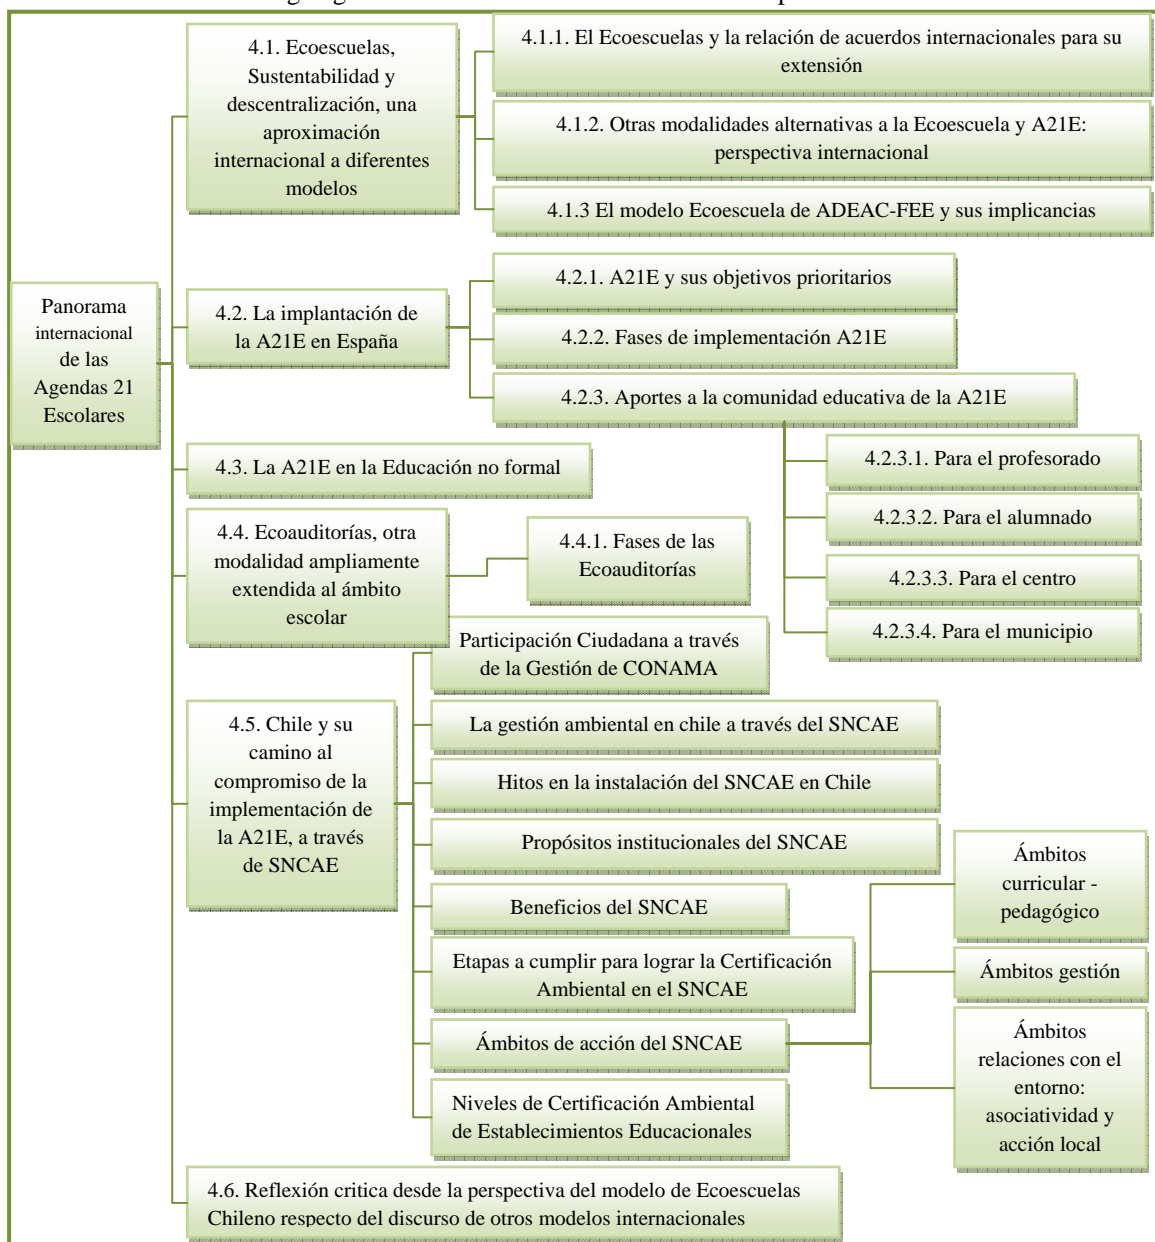 Panorama
internacional
de las
Agendas 21
Escolares
4.1. Ecoescuelas,
Sustentabilidad y
descentralización, una
aproximación
internacional a diferentes
modelos
4.1.1. El Ecoescuelas y la relación de acuerdos internacionales para su
extensión
4.1.2. Otras modalidades alternativas a la Ecoescuela y A21E:
perspectiva internacional
4.1.3 El modelo Ecoescuela de ADEAC-FEE y sus implicancias
4.2. La implantación de
la A21E en España
4.2.1. A21E y sus objetivos prioritarios
4.2.2. Fases de implementación A21E
4.2.3. Aportes a la comunidad educativa de la A21E
4.2.3.1. Para el profesorado
4.2.3.2. Para el alumnado
4.2.3.3. Para el centro
4.2.3.4. Para el municipio
4.3. La A21E en la Educación no formal
4.4. Ecoauditorías, otra
modalidad ampliamente
extendida al ámbito
escolar
4.4.1. Fases de las
Ecoauditorías
4.5. Chile y su
camino al
compromiso de la
implementación de
la A21E, a través
de SNCAE
Participación Ciudadana a través
de la Gestión de CONAMA
La gestión ambiental en chile a través del SNCAE
Hitos en la instalación del SNCAE en Chile
Propósitos institucionales del SNCAE
Beneficios del SNCAE
Etapas a cumplir para lograr la Certificación
Ambiental en el SNCAE
Ámbitos de acción del SNCAE
Ámbitos
curricular -
pedagógico
Ámbitos gestión
Ámbitos
relaciones con el
entorno:
asociatividad y
acción local
Niveles de Certificación Ambiental
de Establecimientos Educacionales
4.6. Reflexión critica desde la perspectiva del modelo de Ecoescuelas
Chileno respecto del discurso de otros modelos internacionales